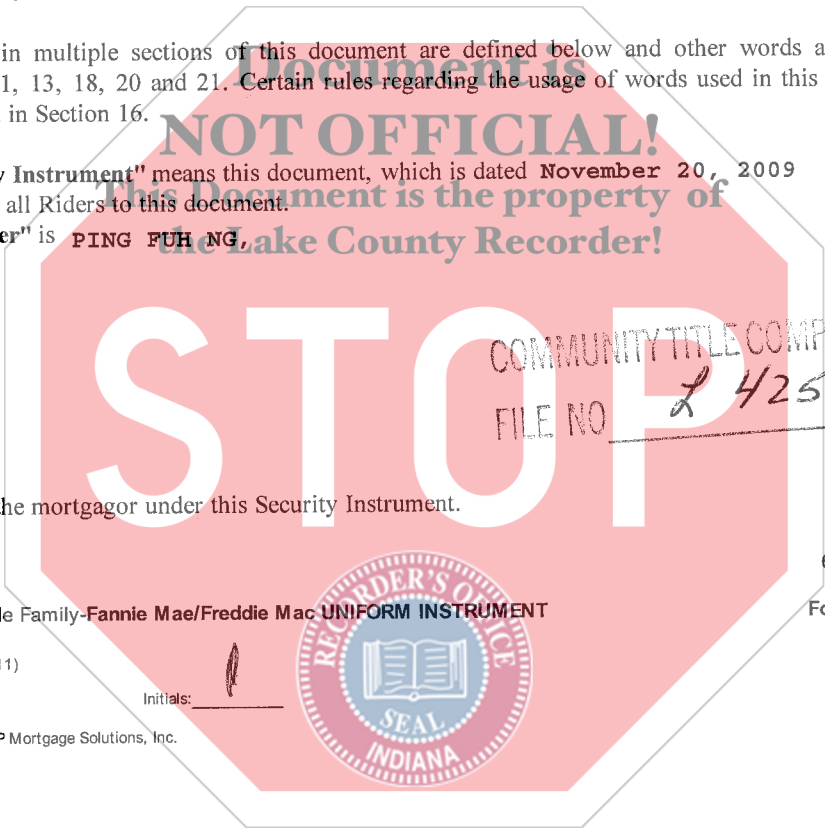 in multiple sections of this document are defined below and other words a
1, 13, 18, 20 and 21. Certain rules regarding the usage of words used in this
in Section 16.
Document is
NOT OFFICIAL!
This Document is the property of
the Lake County Recorder!
Instrument" means this document, which is dated November 20, 2009
all Riders to this document.
er" is PING FUH NG,
STOP
COMMUNITY TITLE COMP
FILE NO L 425
he mortgagor under this Security Instrument.
le Family-Fannie Mae/Freddie Mac UNIFORM INSTRUMENT
Fo
Initials:
P Mortgage Solutions, Inc.
RECORDER'S OFFICE
SEAL
INDIANA